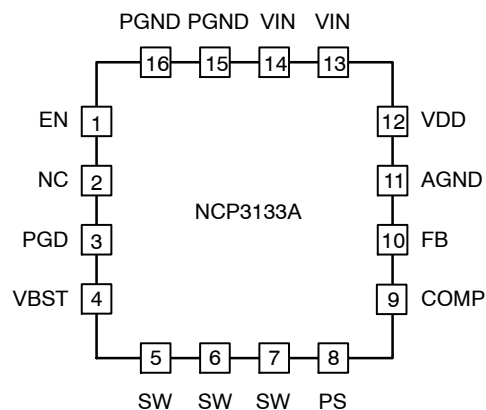 PGND PGND VIN VIN
16 15 14 13
EN 1 12 VDD
NC 2 11 AGND
NCP3133A
PGD 3 10 FB
VBST 4 9 COMP
5 6 7 8
SW SW SW PS